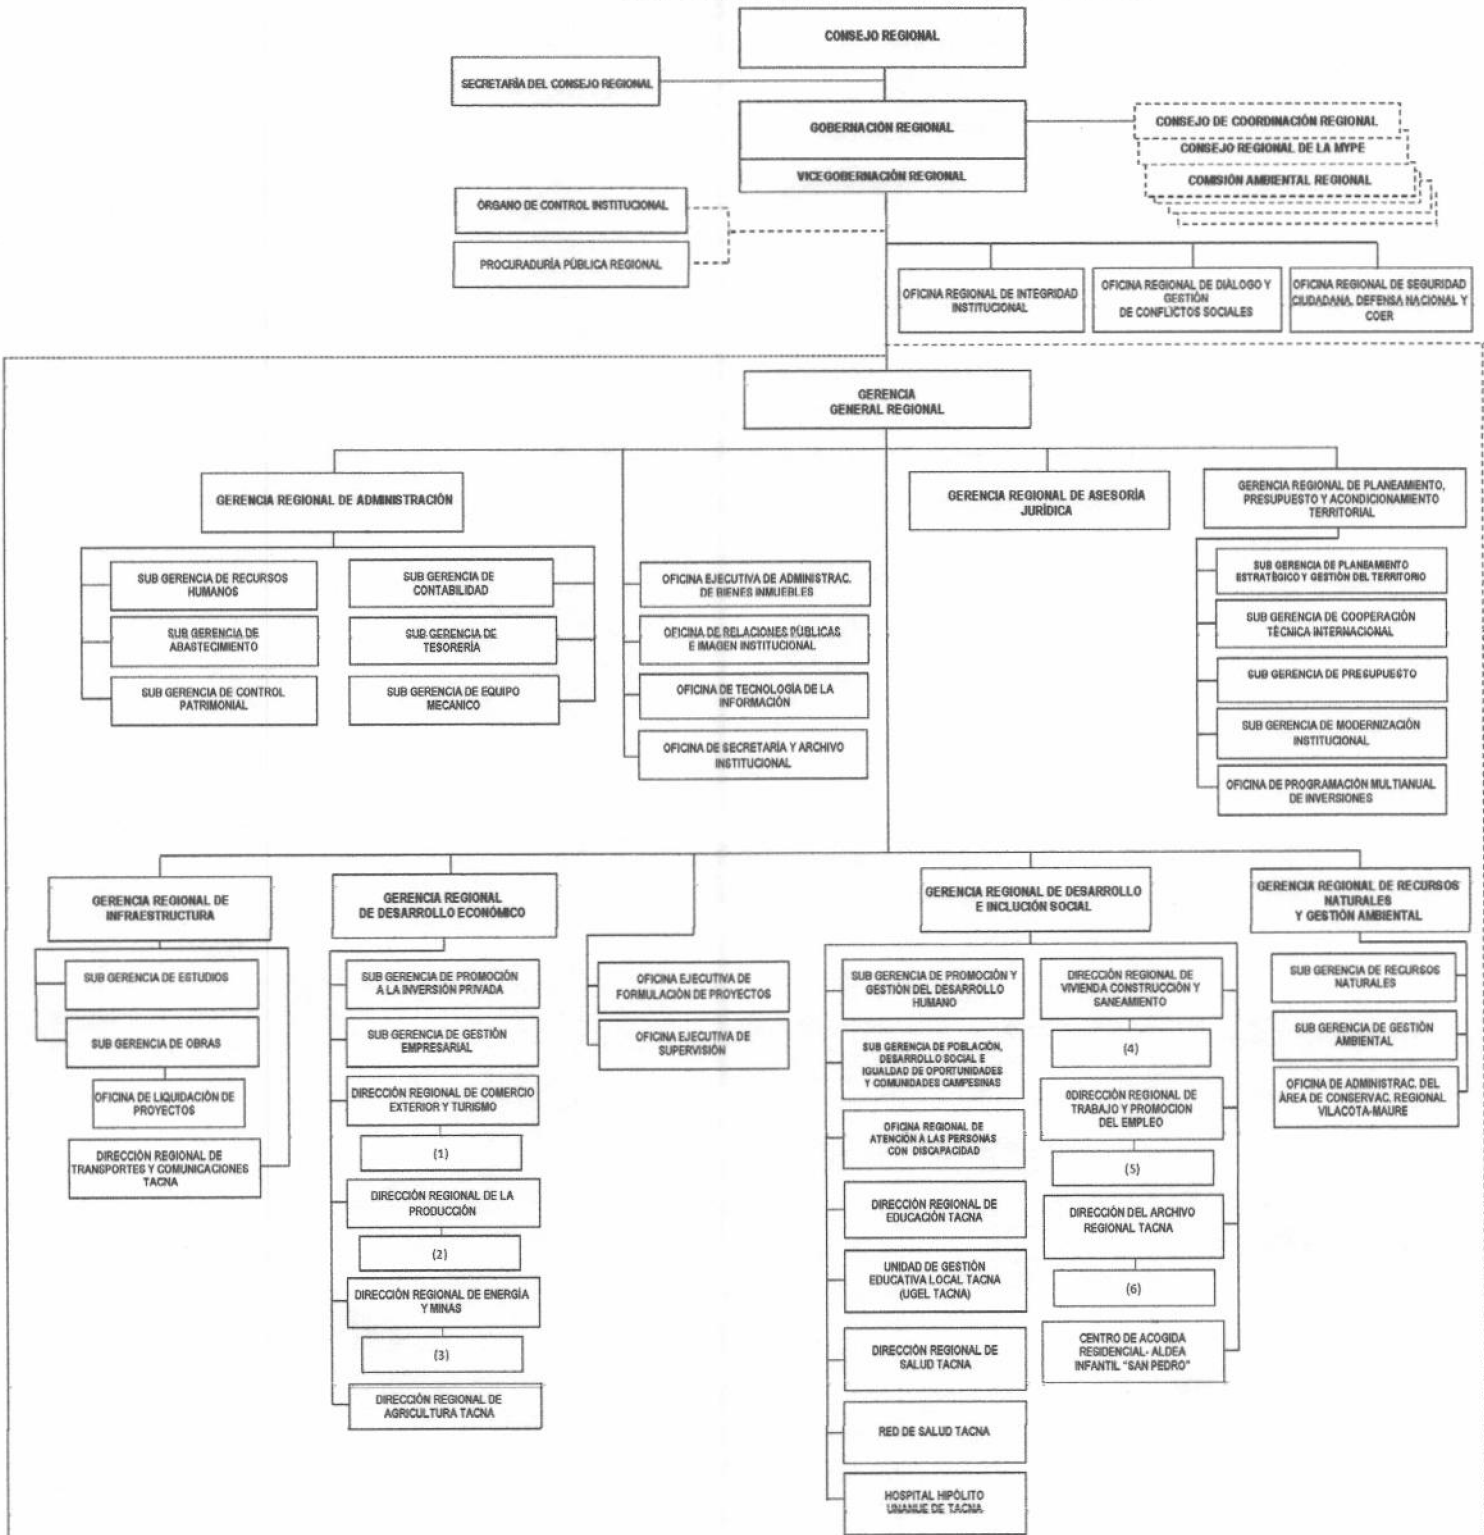 CONSEJO REGIONAL
SECRETARÍA DEL CONSEJO REGIONAL
GOBERNACIÓN REGIONAL
VICEGOBERNACIÓN REGIONAL
CONSEJO DE COORDINACIÓN REGIONAL
CONSEJO REGIONAL DE LA MYPE
COMISIÓN AMBIENTAL REGIONAL
ÓRGANO DE CONTROL INSTITUCIONAL
PROCURADURÍA PÚBLICA REGIONAL
OFICINA REGIONAL DE INTEGRIDAD
INSTITUCIONAL
OFICINA REGIONAL DE DIÀLOGO Y
GESTIÓN
DE CONFLICTOS SOCIALES
OFICINA REGIONAL DE SEGURIDAD
CIUDADANA, DEFENSA NACIONAL Y
COER
GERENCIA
GENERAL REGIONAL
GERENCIA REGIONAL DE ADMINISTRACIÓN
SUB GERENCIA DE RECURSOS
HUMANOS
SUB GERENCIA DE
ABASTECIMIENTO
SUB GERENCIA DE CONTROL
PATRIMONIAL
SUB GERENCIA DE
CONTABILIDAD
SUB GERENCIA DE
TESORERÍA
SUB GERENCIA DE EQUIPO
MECANICO
OFICINA EJECUTIVA DE ADMINISTRAC.
DE BIENES INMUEBLES
OFICINA DE RELACIONES PÚBLICAS
E IMAGEN INSTITUCIONAL
OFICINA DE TECNOLOGÍA DE LA
INFORMACIÓN
OFICINA DE SECRETARÍA Y ARCHIVO
INSTITUCIONAL
GERENCIA REGIONAL DE ASESORÍA
JURÍDICA
GERENCIA REGIONAL DE PLANEAMIENTO,
PRESUPUESTO Y ACONDICIONAMIENTO
TERRITORIAL
SUB GERENCIA DE PLANEAMIENTO
ESTRATÉGICO Y GESTIÓN DEL TERRITORIO
SUB GERENCIA DE COOPERACIÓN
TÉCNICA INTERNACIONAL
SUB GERENCIA DE PRESUPUESTO
SUB GERENCIA DE MODERNIZACIÓN
INSTITUCIONAL
OFICINA DE PROGRAMACIÓN MULTIANUAL
DE INVERSIONES
GERENCIA REGIONAL DE
INFRAESTRUCTURA
SUB GERENCIA DE ESTUDIOS
SUB GERENCIA DE OBRAS
OFICINA DE LIQUIDACIÓN DE
PROYECTOS
DIRECCIÓN REGIONAL DE
TRANSPORTES Y COMUNICACIONES
TACNA
GERENCIA REGIONAL
DE DESARROLLO ECONÓMICO
SUB GERENCIA DE PROMOCIÓN
A LA INVERSIÓN PRIVADA
SUB GERENCIA DE GESTIÓN
EMPRESARIAL
DIRECCIÓN REGIONAL DE COMERCIO
EXTERIOR Y TURISMO
(1)
DIRECCIÓN REGIONAL DE LA
PRODUCCIÓN
(2)
DIRECCIÓN REGIONAL DE ENERGÍA
Y MINAS
(3)
DIRECCIÓN REGIONAL DE
AGRICULTURA TACNA
OFICINA EJECUTIVA DE
FORMULACIÓN DE PROYECTOS
OFICINA EJECUTIVA DE
SUPERVISIÓN
GERENCIA REGIONAL DE DESARROLLO
E INCLUCIÓN SOCIAL
SUB GERENCIA DE PROMOCIÓN Y
GESTIÓN DEL DESARROLLO
HUMANO
SUB GERENCIA DE POBLACIÓN,
DESARROLLO SOCIAL E
IGUALDAD DE OPORTUNIDADES
Y COMUNIDADES CAMPESINAS
OFICINA REGIONAL DE
ATENCIÓN A LAS PERSONAS
CON DISCAPACIDAD
DIRECCIÓN REGIONAL DE
EDUCACIÓN TACNA
UNIDAD DE GESTIÓN
EDUCATIVA LOCAL TACNA
(UGEL TACNA)
DIRECCIÓN REGIONAL DE
SALUD TACNA
RED DE SALUD TACNA
HOSPITAL HIPÓLITO
UNANUE DE TACNA
DIRECCIÓN REGIONAL DE
VIVIENDA CONSTRUCCIÓN Y
SANEAMIENTO
(4)
0DIRECCIÓN REGIONAL DE
TRABAJO Y PROMOCION
DEL EMPLEO
(5)
DIRECCIÓN DEL ARCHIVO
REGIONAL TACNA
(6)
CENTRO DE ACOGIDA
RESIDENCIAL- ALDEA
INFANTIL "SAN PEDRO"
GERENCIA REGIONAL DE RECURSOS
NATURALES
Y GESTIÓN AMBIENTAL
SUB GERENCIA DE RECURSOS
NATURALES
SUB GERENCIA DE GESTIÓN
AMBIENTAL
OFICINA DE ADMINISTRAC. DEL
ÀREA DE CONSERVAC. REGIONAL
VILACOTA-MAURE